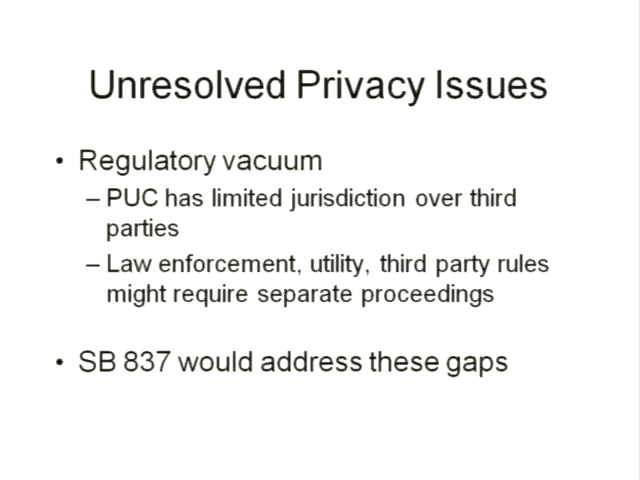 Unresolved Privacy Issues
• Regulatory vacuum
– PUC has limited jurisdiction over third
parties
– Law enforcement, utility, third party rules
might require separate proceedings
• SB 837 would address these gaps